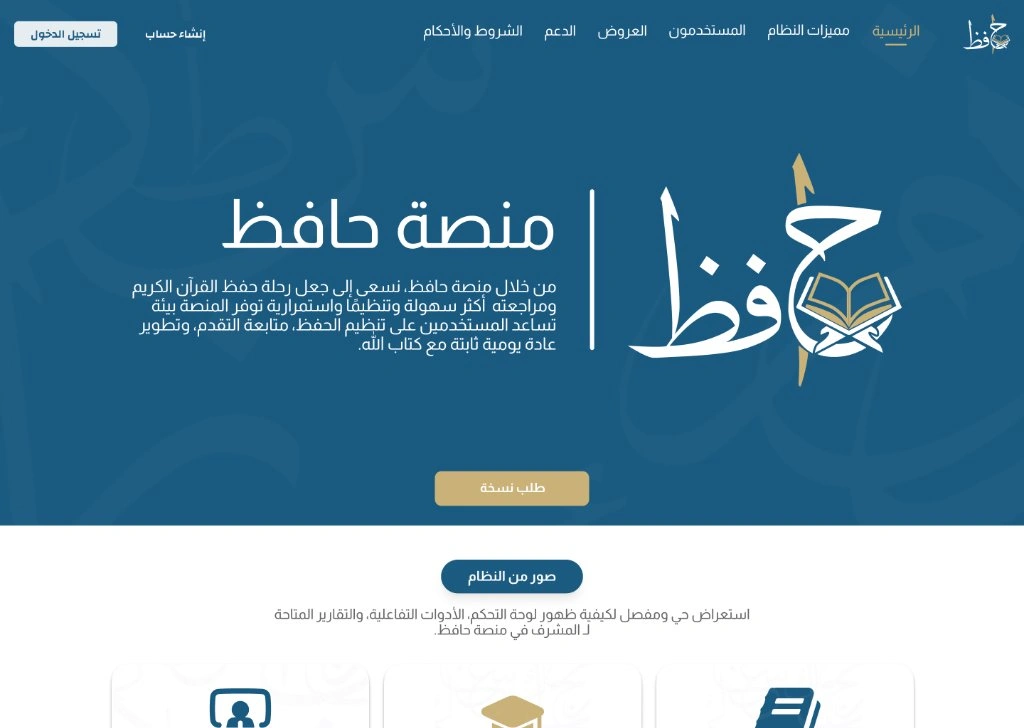 حافظ
الرئيسية
مميزات النظام
المستخدمون
العروض
الدعم
الشروط والأحكام
إنشاء حساب
تسجيل الدخول
حافظ
منصة حافظ
من خلال منصة حافظ، نسعى إلى جعل رحلة حفظ القرآن الكريم
ومراجعته أكثر سهولة وتنظيمًا واستمرارية توفر المنصة بيئة
تساعد المستخدمين على تنظيم الحفظ، متابعة التقدم، وتطوير
عادة يومية ثابتة مع كتاب الله.
طلب نسخة
صور من النظام
استعراض حي ومفصل لكيفية ظهور لوحة التحكم، الأدوات التفاعلية، والتقارير المتاحة
لـ المشرف في منصة حافظ.